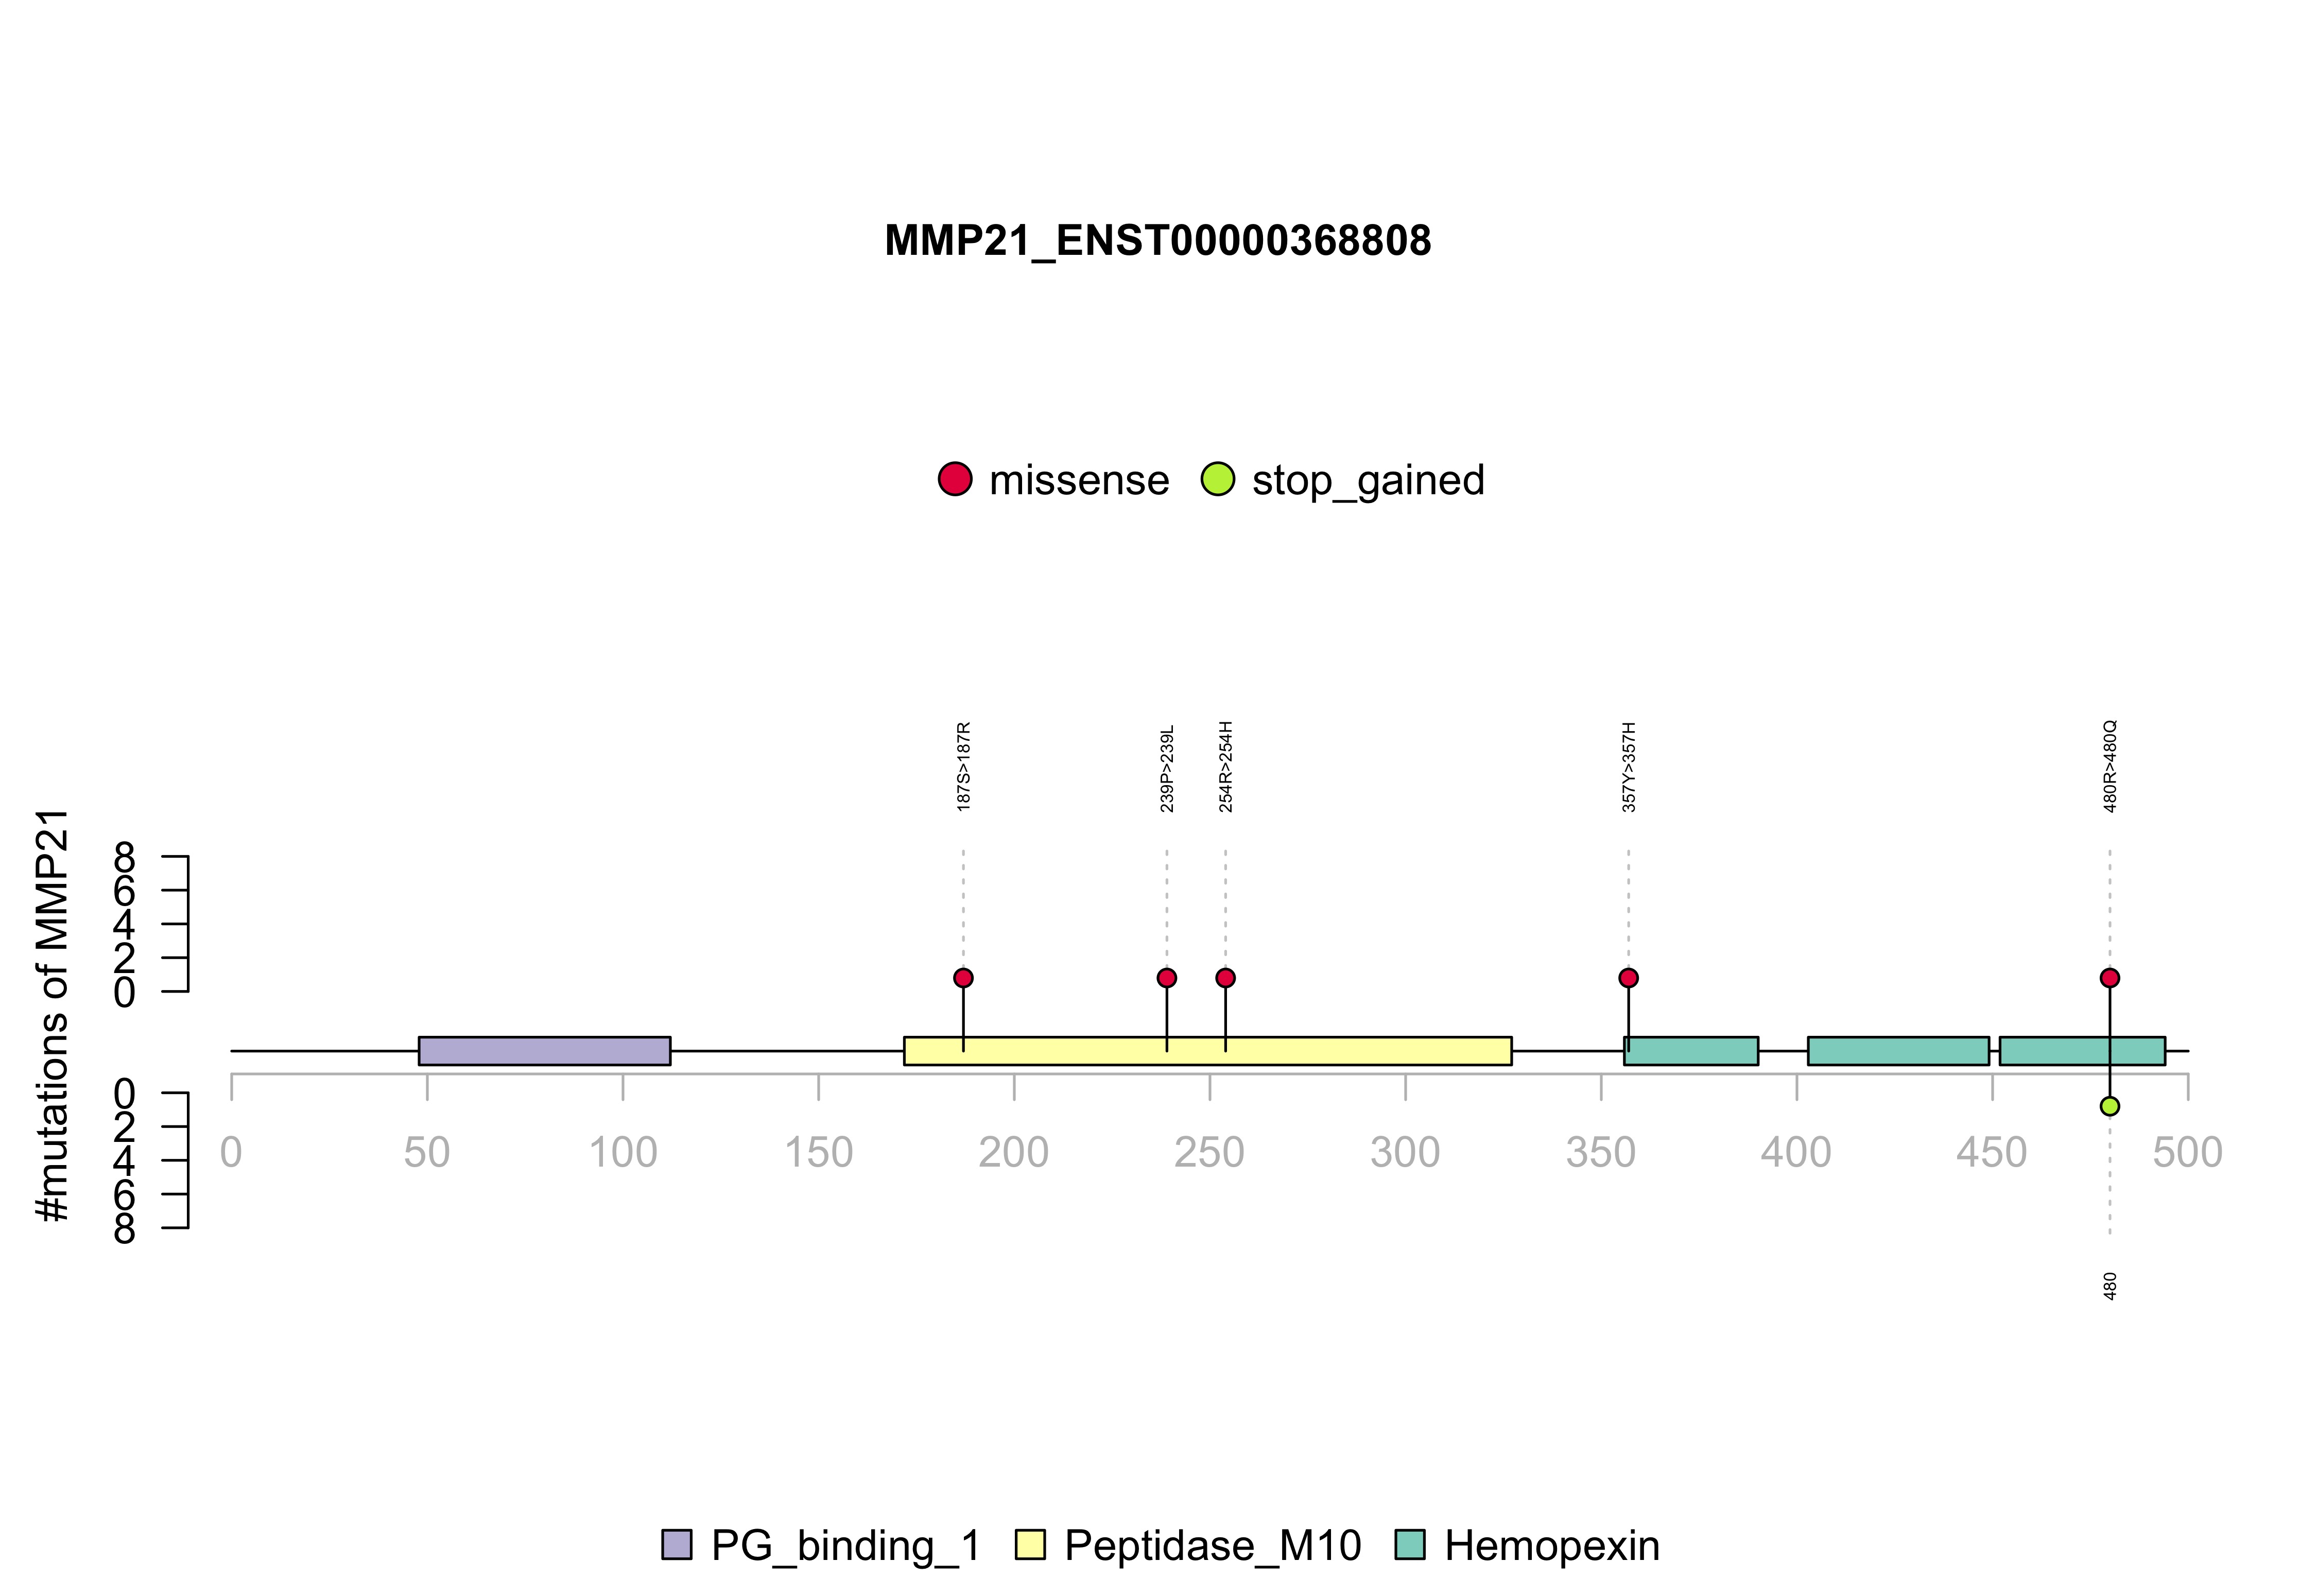 MMP21_ENST00000368808
missense stop_gained
187S>187R
239P>239L
254R>254H
357Y>357H
480R>480Q
#mutations of MMP21
8
6
4
2
0
0
2
4
6
8
0 50 100 150 200 250 300 350 400 450 500
480
PG_binding_1 Peptidase_M10 Hemopexin